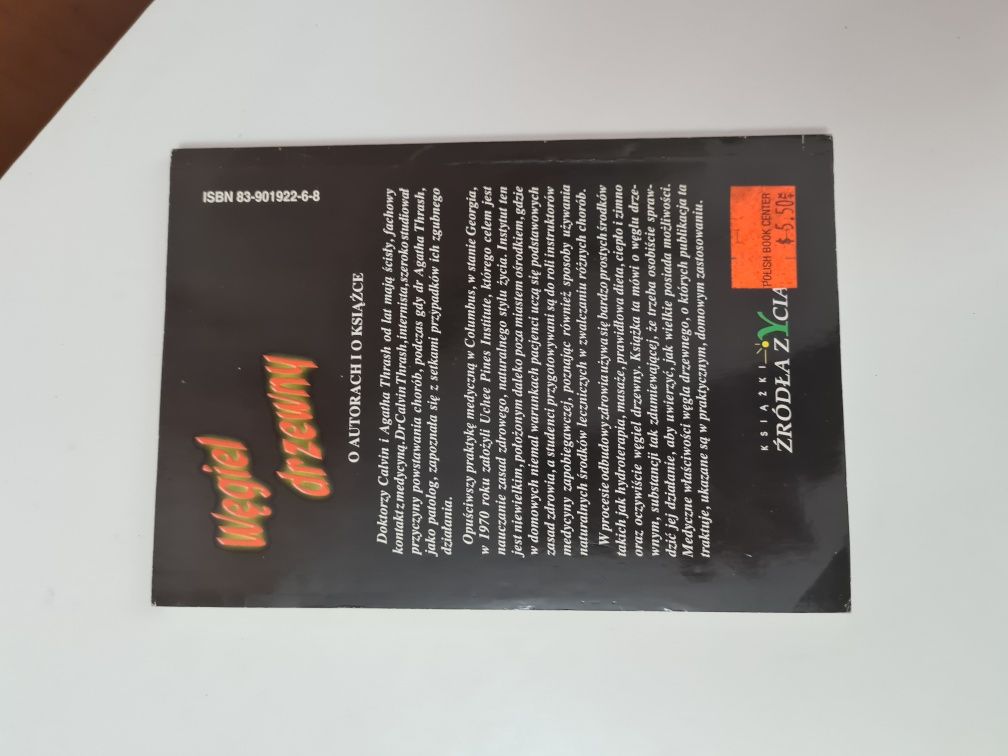 ISBN 83-901922-6-8
Węgiel
drzewny
O AUTORACH I O KSIĄŻCE
Doktorzy Calvin i Agatha Thrash od lat mają ścisły, fachowy
kontakt z medycyną. Dr Calvin Thrash, internista, szeroko studiował
przyczyny powstawania chorób, podczas gdy dr Agatha Thrash,
jako patolog, zapoznała się z setkami przypadków ich zgubnego
działania.
Opuściwszy praktykę medyczną w Columbus, w stanie Georgia,
w 1970 roku założyli Uchee Pines Institute, którego celem jest
nauczanie zasad zdrowego, naturalnego stylu życia. Instytut ten
jest niewielkim, położonym daleko poza miastem ośrodkiem, gdzie
w domowych niemal warunkach pacjenci uczą się podstawowych
zasad zdrowia, a studenci przygotowywani są do roli instruktorów
medycyny zapobiegawczej, poznając również sposoby używania
naturalnych środków leczniczych w zwalczaniu różnych chorób.
W procesie odbudowy zdrowia używa się bardzo prostych środków
takich jak hydroterapia, masaże, prawidłowa dieta, ciepło i zimno
oraz oczywiście węgiel drzewny. Książka ta mówi o węglu drze-
wnym, substancji tak zdumiewającej, że trzeba osobiście spraw-
dzić jej działanie, aby uwierzyć, jak wielkie posiada możliwości.
Medyczne właściwości węgla drzewnego, o których publikacja ta
traktuje, ukazane są w praktycznym, domowym zastosowaniu.
KSIĄŻKI
ŹRÓDŁA ŻYCIA
POLISH BOOK CENTER
$ 5.50